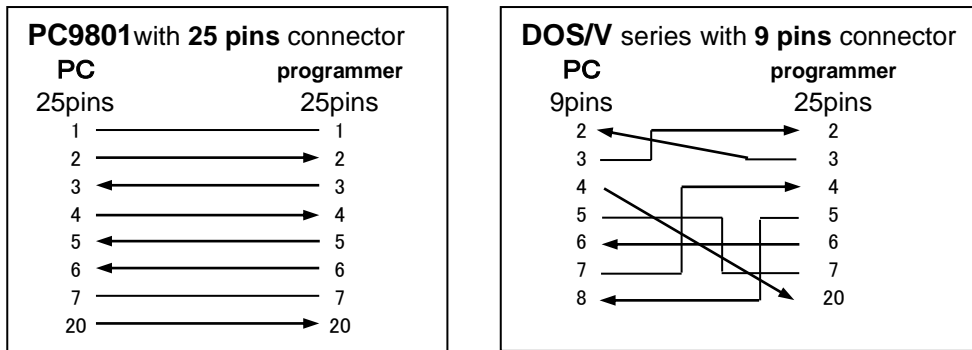 PC9801with 25 pins connector
PC programmer
25pins 25pins
1 1
2 2
3 3
4 4
5 5
6 6
7 7
20 20
DOS/V series with 9 pins connector
PC programmer
9pins 25pins
2 2
3 3
4 4
5 5
6 6
7 7
8 20